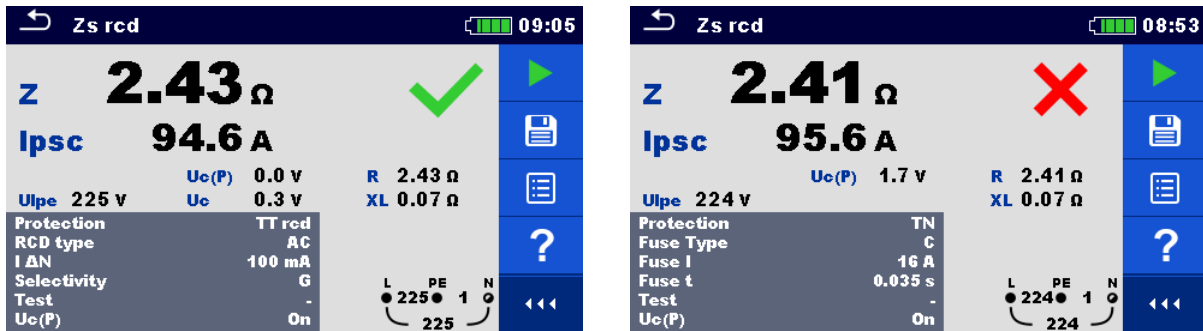 Zs rcd 09:05
Z 2.43 Ω
Ipsc 94.6 A
Uc(P) 0.0 V R 2.43 Ω
Ulpe 225 V Uc 0.3 V XL 0.07 Ω
Protection TT rcd
RCD type AC
I ΔN 100 mA
Selectivity G
Test -
Uc(P) On
L PE N
225 1
225
?
Zs rcd 08:53
Z 2.41 Ω
Ipsc 95.6 A
Uc(P) 1.7 V R 2.41 Ω
Ulpe 224 V XL 0.07 Ω
Protection TN
Fuse Type C
Fuse I 16 A
Fuse t 0.035 s
Test -
Uc(P) On
L PE N
224 1
224
?